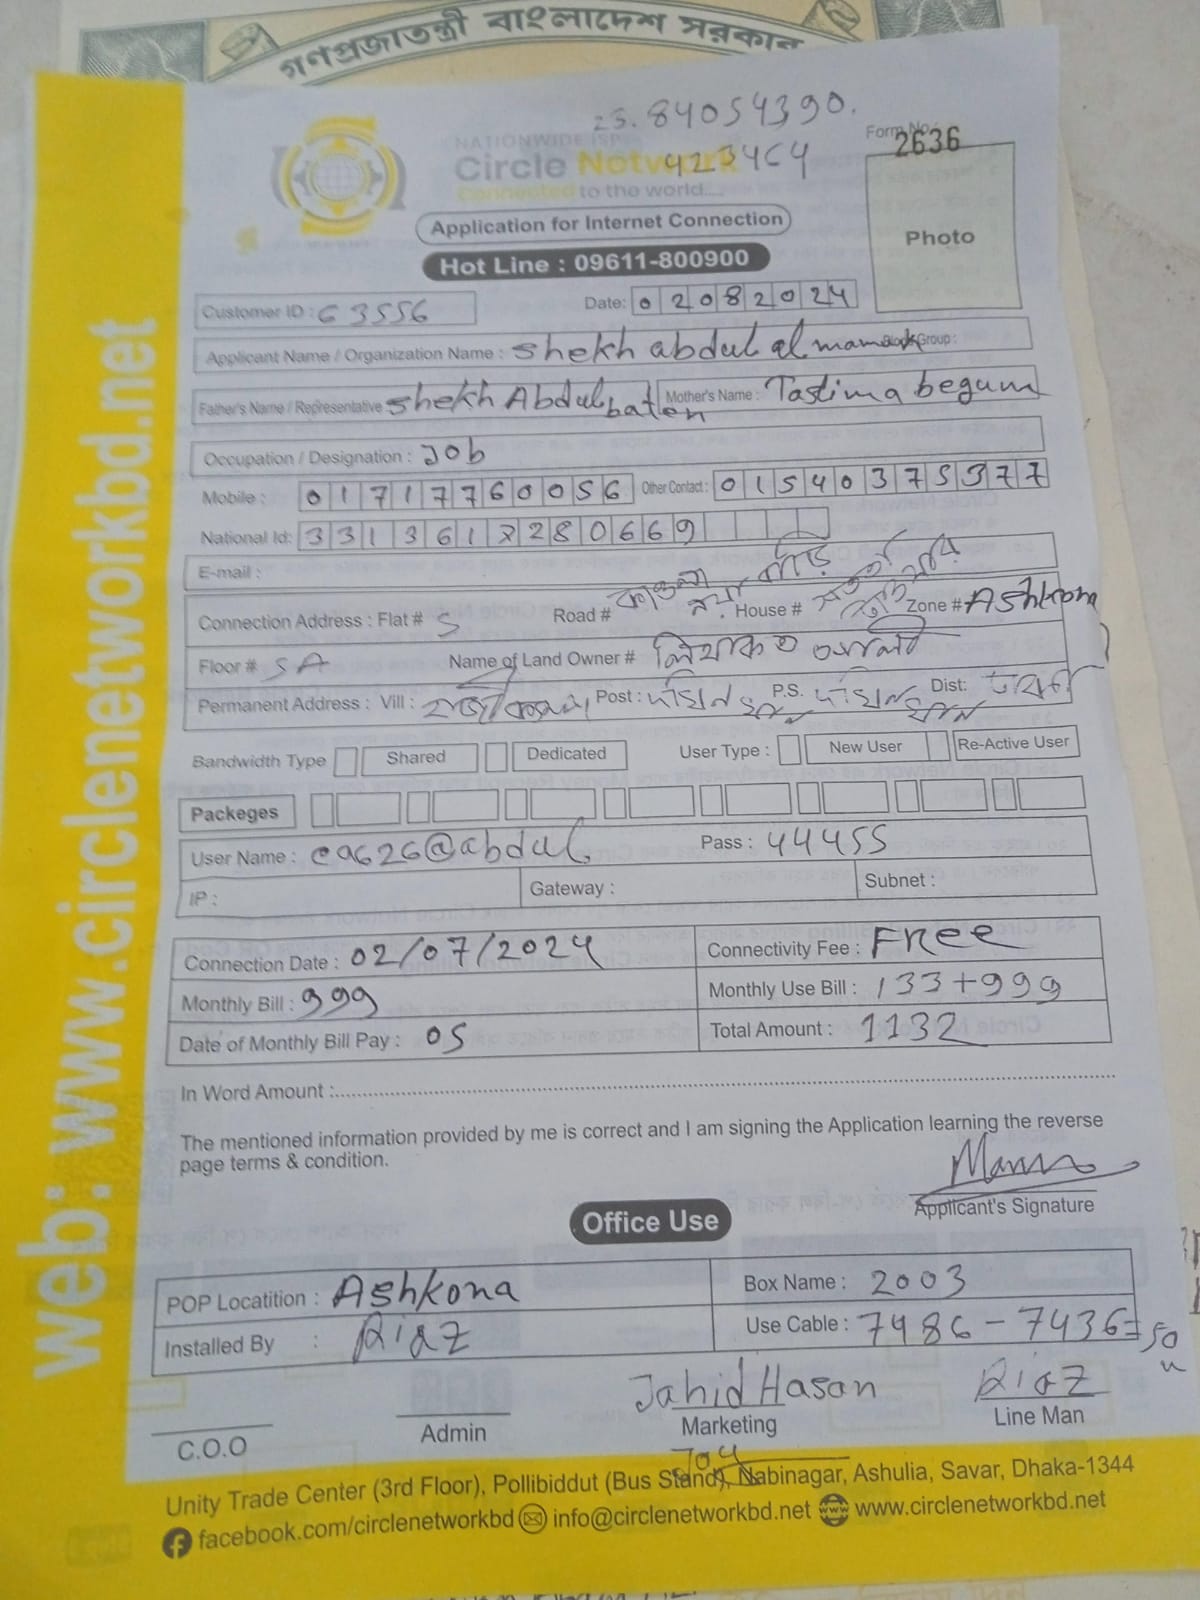 গণপ্রজাতন্ত্রী বাংলাদেশ সরকার
84054390.
NATIONWIDE ISP
Form No. 2636
Circle Network
423464
Connected to the world....
Application for Internet Connection
Photo
Hot Line : 09611-800900
Customer ID : 63556
Date: 02082024
Applicant Name / Organization Name : Shekh abdul al mamun Blood Group :
Father's Name / Representative Shekh Abdul baten Mother's Name : Taslima begum
Occupation / Designation : Job
Mobile : 01717760056 Other Contact : 01540375377
National Id: 3313617280669
E-mail :
Connection Address : Flat # 5 Road # House # Zone # Ashkona
Floor # 5A Name of Land Owner #
Permanent Address : Vill : Post : P.S. Dist:
Bandwidth Type Shared Dedicated User Type : New User Re-Active User
Packeges
User Name : c9626@abdul Pass : 44455
IP : Gateway : Subnet :
Connection Date : 02/07/2024 Connectivity Fee : Free
Monthly Bill : 999 Monthly Use Bill : 133+999
Date of Monthly Bill Pay : 05 Total Amount : 1132
In Word Amount :
The mentioned information provided by me is correct and I am signing the Application learning the reverse
page terms & condition.
Applicant's Signature
Office Use
POP Locatition : Ashkona Box Name : 2003
Installed By : Riaz Use Cable : 7486 - 7436= 50
Jahid Hasan Riaz
C.O.O Admin Marketing Line Man
Unity Trade Center (3rd Floor), Pollibiddut (Bus Stand), Nabinagar, Ashulia, Savar, Dhaka-1344
facebook.com/circlenetworkbd info@circlenetworkbd.net www.circlenetworkbd.net
web: www.circlenetworkbd.net